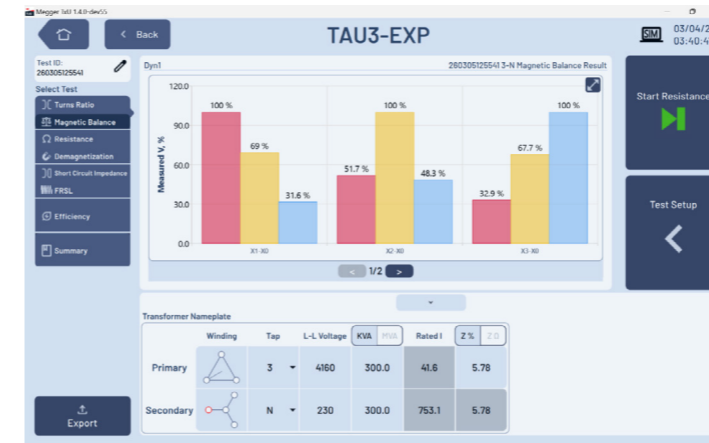 Megger TAU 1.4.0-dev55
Back
TAU3-EXP
SIM
03/04/2
03:40:4
Test ID:
260305125541
Select Test
Turns Ratio
Magnetic Balance
Resistance
Demagnetization
Short Circuit Impedance
FRSL
Efficiency
Summary
Export
Dyn1
260305125541 3-N Magnetic Balance Result
Measured V, %
120.0
90.0
60.0
30.0
0.0
100 %
69 %
31.6 %
51.7 %
100 %
48.3 %
32.9 %
67.7 %
100 %
X1-X0
X2-X0
X3-X0
< 1/2 >
Start Resistance
Test Setup
Transformer Nameplate
Winding Tap L-L Voltage KVA MVA Rated I Z % Z Ω
Primary 3 4160 300.0 41.6 5.78
Secondary N 230 300.0 753.1 5.78